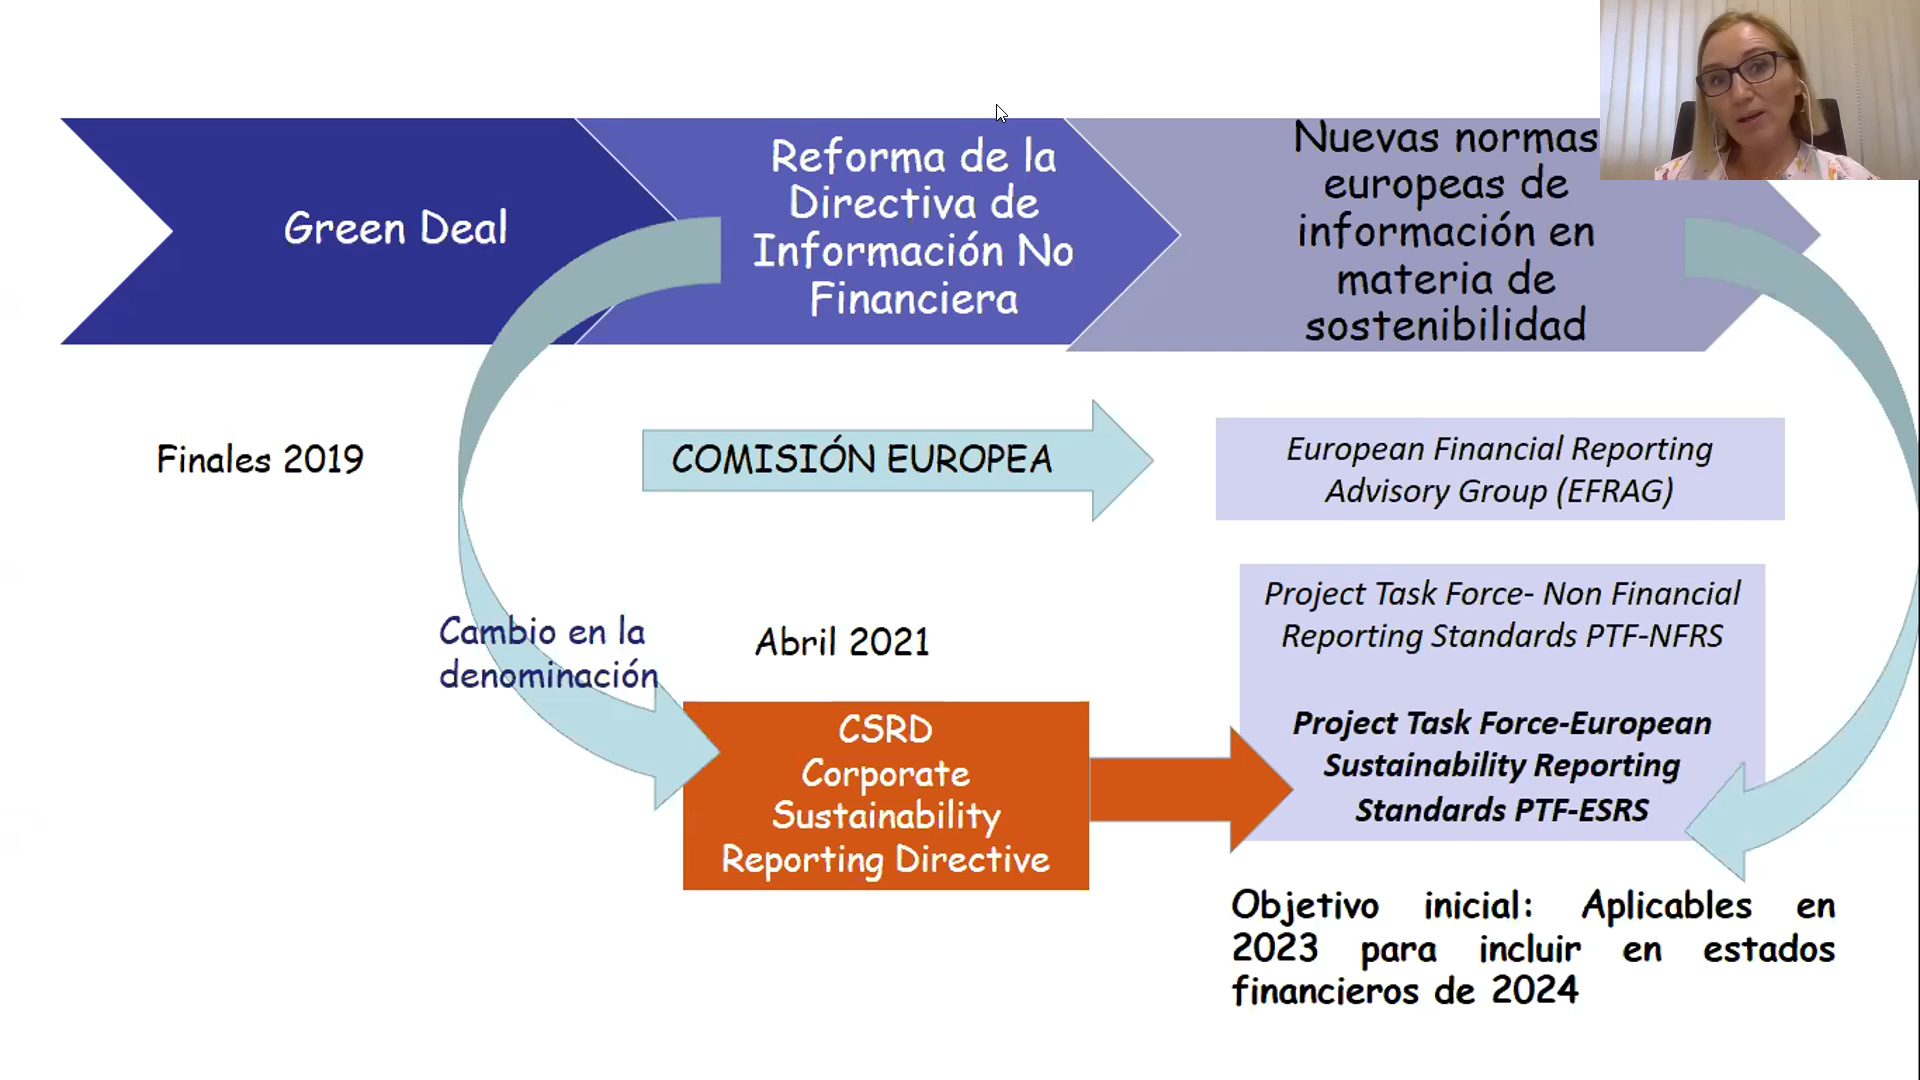 Green Deal
Reforma de la
Directiva de
Información No
Financiera
Nuevas normas
europeas de
información en
materia de
sostenibilidad
Finales 2019
COMISIÓN EUROPEA
European Financial Reporting
Advisory Group (EFRAG)
Cambio en la
denominación
Abril 2021
CSRD
Corporate
Sustainability
Reporting Directive
Project Task Force- Non Financial
Reporting Standards PTF-NFRS
Project Task Force-European
Sustainability Reporting
Standards PTF-ESRS
Objetivo inicial: Aplicables en
2023 para incluir en estados
financieros de 2024